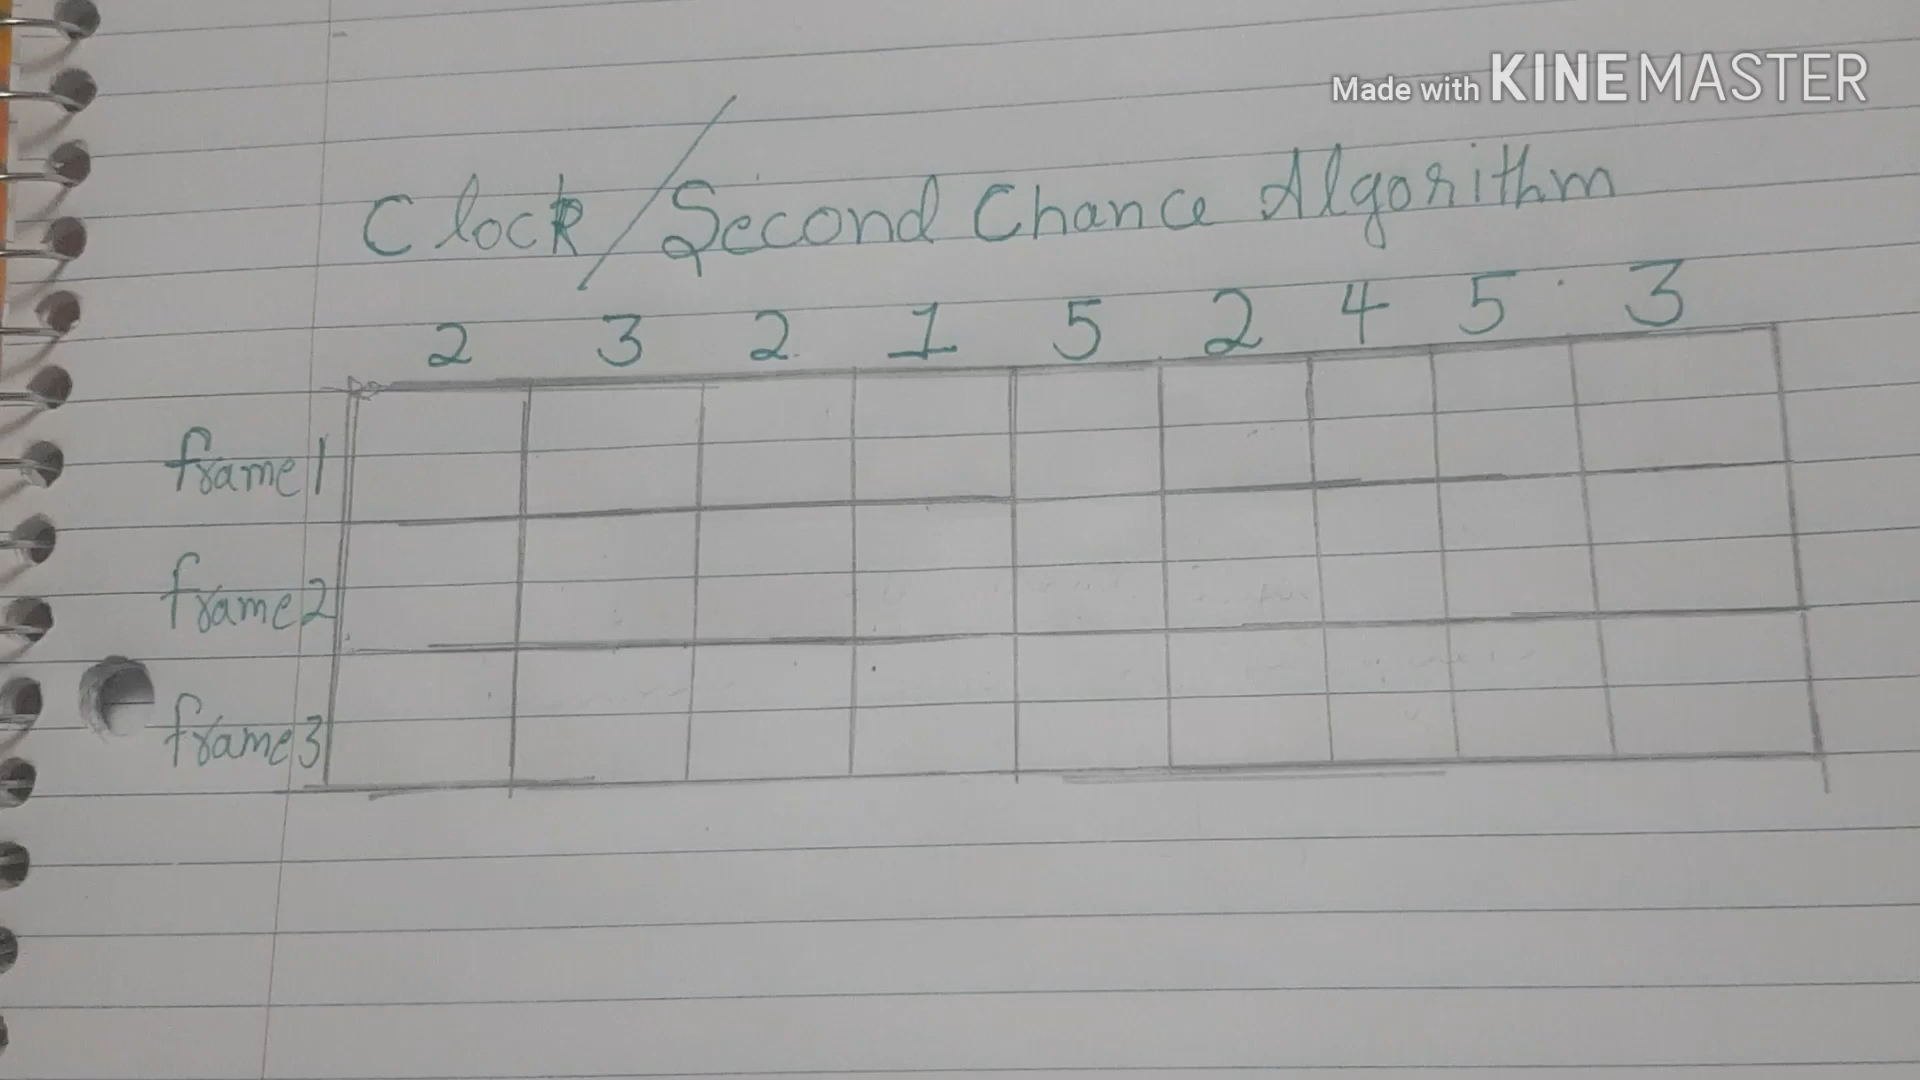 Made with KINEMASTER
Clock/Second Chance Algorithm
2 3 2 1 5 2 4 5 3
frame1
frame2
frame3